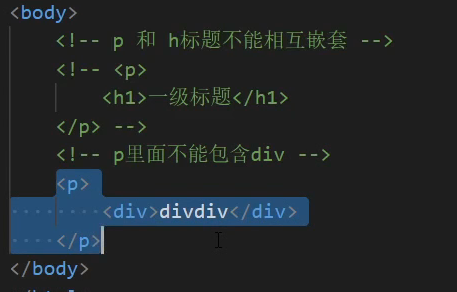 <body>
<!-- p 和 h标题不能相互嵌套 -->
<!-- <p>
<h1>一级标题</h1>
</p> -->
<!-- p里面不能包含div -->
<p>
<div>divdiv</div>
</p>
</body>